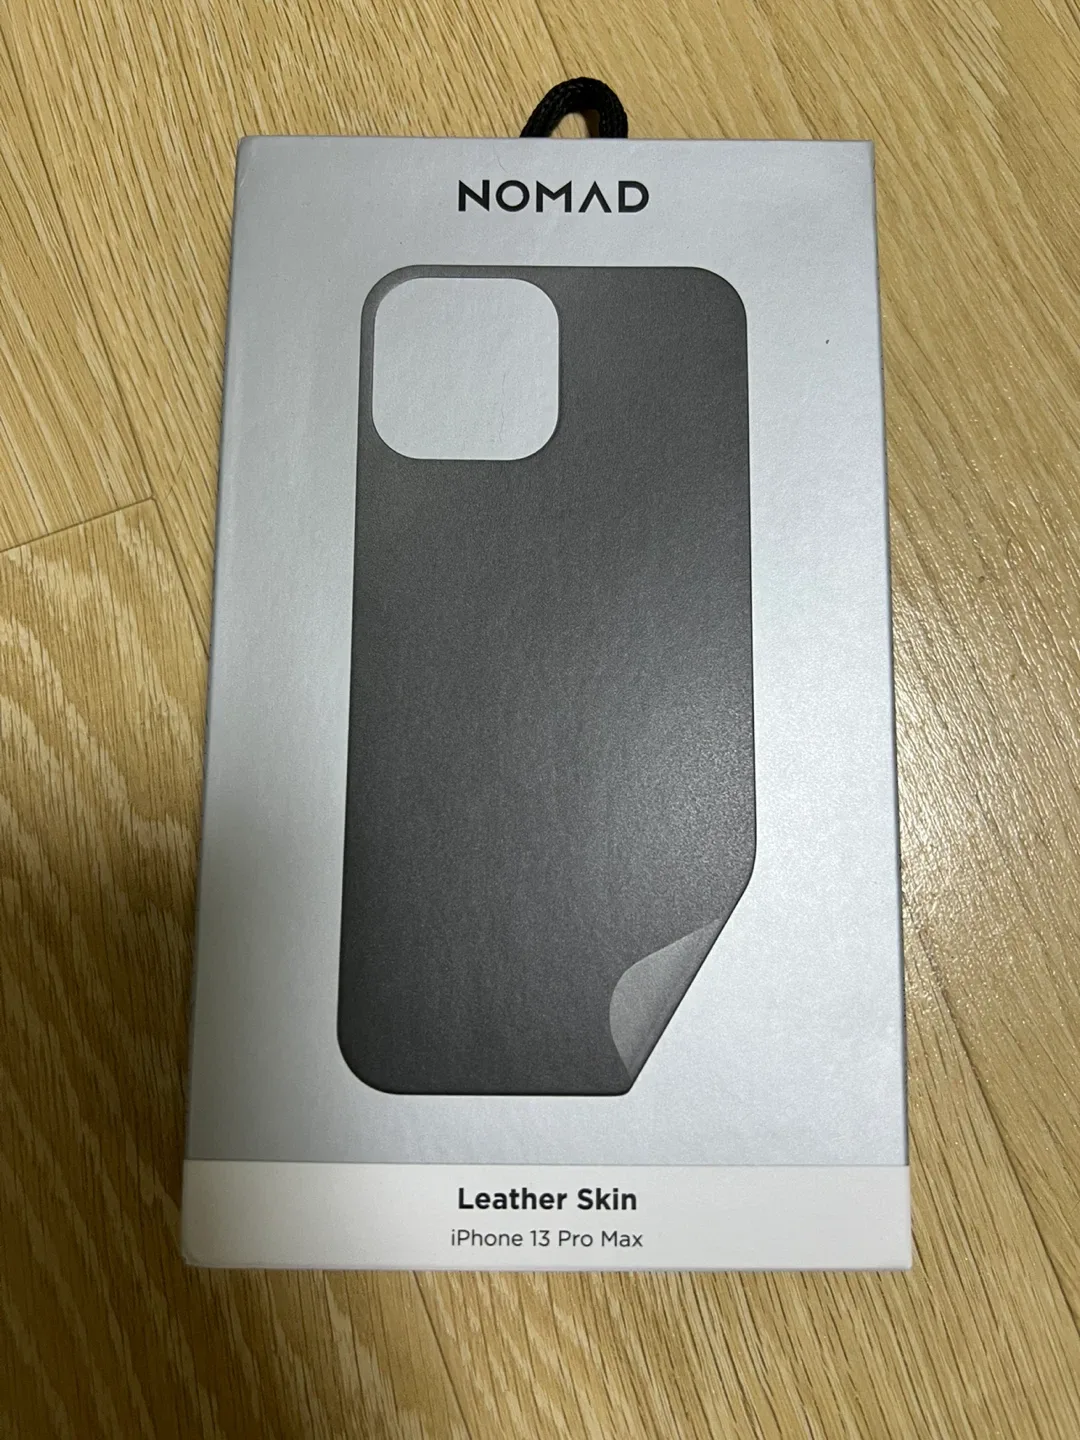 NOMAD
Leather Skin
iPhone 13 Pro Max